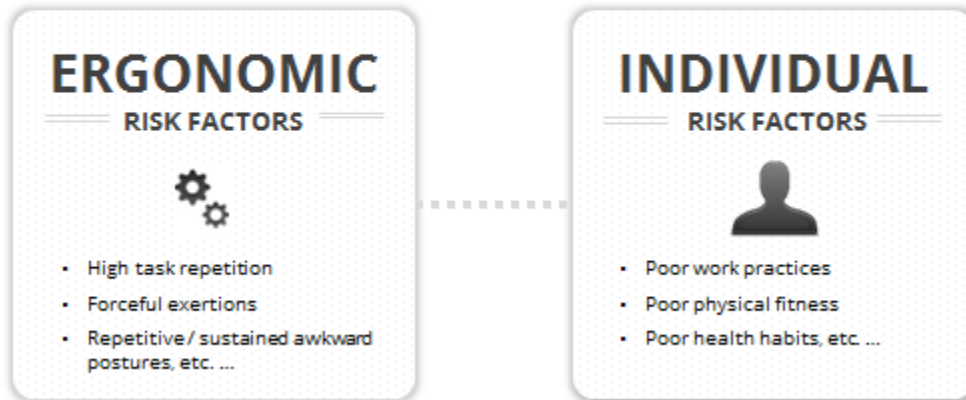 ERGONOMIC
RISK FACTORS
• High task repetition
• Forceful exertions
• Repetitive / sustained awkward
postures, etc. ...
INDIVIDUAL
RISK FACTORS
• Poor work practices
• Poor physical fitness
• Poor health habits, etc. ...